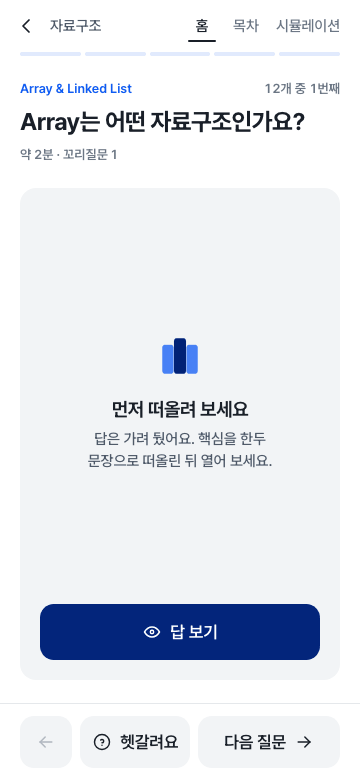 자료구조
홈
목차
시뮬레이션
Array & Linked List
12개 중 1번째
Array는 어떤 자료구조인가요?
약 2분 · 꼬리질문 1
먼저 떠올려 보세요
답은 가려 뒀어요. 핵심을 한두
문장으로 떠올린 뒤 열어 보세요.
답 보기
헷갈려요
다음 질문